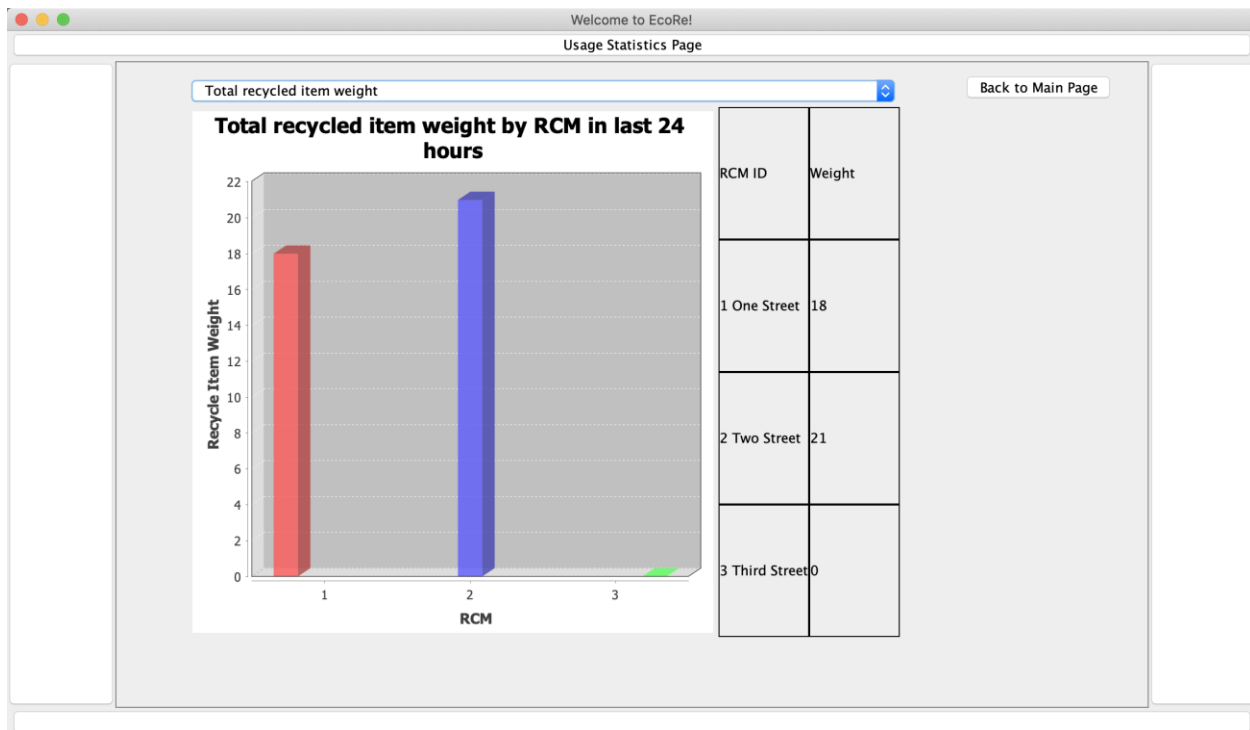 Welcome to EcoRe!
Usage Statistics Page
Total recycled item weight
Back to Main Page
Total recycled item weight by RCM in last 24
hours
22
20
18
16
14
12
10
8
6
4
2
0
Recycle Item Weight
1 2 3
RCM
RCM ID Weight
1 One Street 18
2 Two Street 21
3 Third Street 0